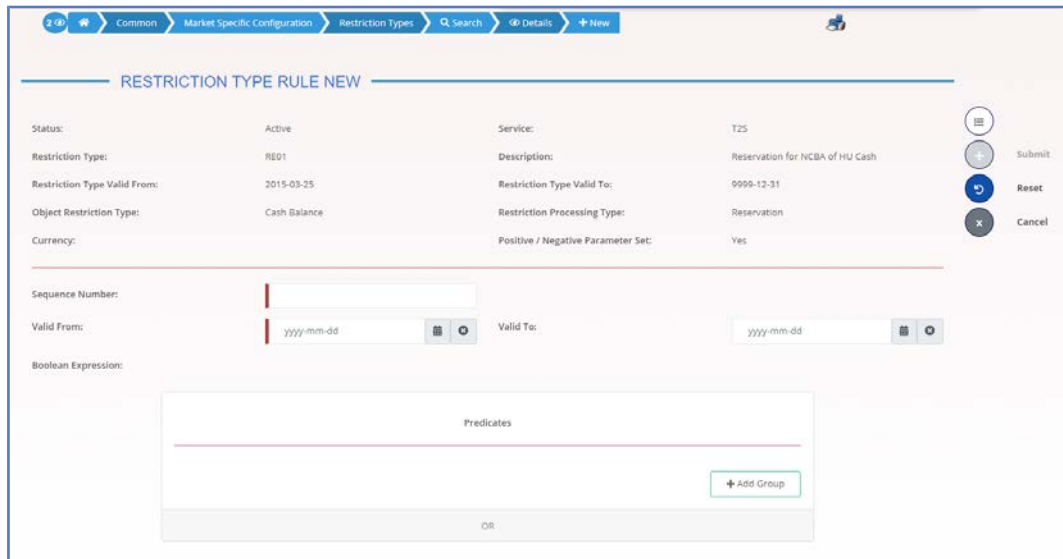 2 Common Market Specific Configuration Restriction Types Search Details New
RESTRICTION TYPE RULE NEW
Status: Active Service: T2S
Restriction Type: RE01 Description: Reservation for NCBA of HU Cash
Restriction Type Valid From: 2015-03-25 Restriction Type Valid To: 9999-12-31
Object Restriction Type: Cash Balance Restriction Processing Type: Reservation
Currency: Positive / Negative Parameter Set: Yes
Submit
Reset
Cancel
Sequence Number:
Valid From: yyyy-mm-dd Valid To: yyyy-mm-dd
Boolean Expression:
Predicates
+ Add Group
OR